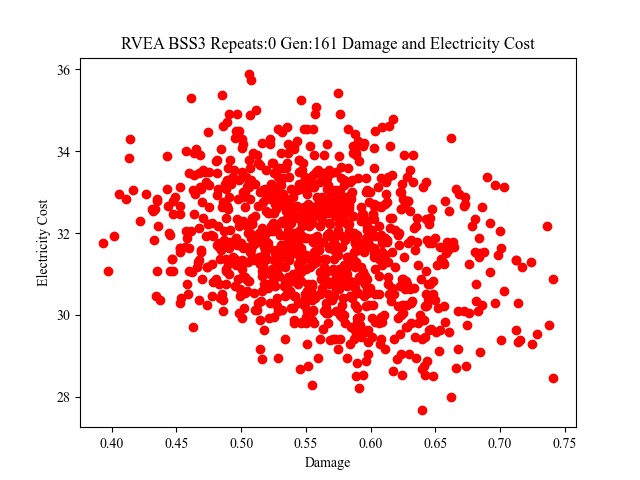 RVEA BSS3 Repeats:0 Gen:161 Damage and Electricity Cost
36
34
32
30
28
Electricity Cost
0.40 0.45 0.50 0.55 0.60 0.65 0.70 0.75
Damage